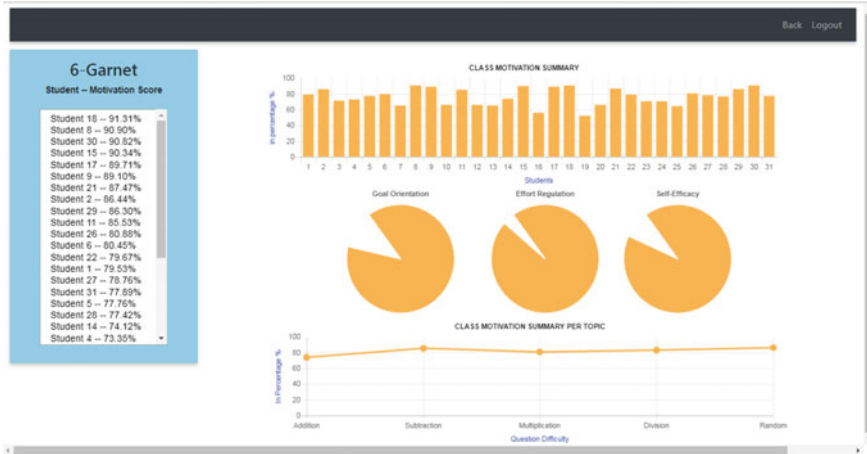 Back Logout
6-Garnet
Student -- Motivation Score
Student 18 -- 91.31%
Student 8 -- 90.90%
Student 30 -- 90.82%
Student 15 -- 90.34%
Student 17 -- 89.71%
Student 9 -- 89.10%
Student 21 -- 87.47%
Student 2 -- 86.44%
Student 29 -- 86.30%
Student 11 -- 85.53%
Student 26 -- 80.88%
Student 6 -- 80.45%
Student 22 -- 79.67%
Student 1 -- 79.53%
Student 27 -- 78.76%
Student 31 -- 77.89%
Student 5 -- 77.76%
Student 28 -- 77.42%
Student 14 -- 74.12%
Student 4 -- 73.35%
CLASS MOTIVATION SUMMARY
In percentage %
100
80
60
40
20
0
1 2 3 4 5 6 7 8 9 10 11 12 13 14 15 16 17 18 19 20 21 22 23 24 25 26 27 28 29 30 31
Students
Goal Orientation Effort Regulation Self-Efficacy
CLASS MOTIVATION SUMMARY PER TOPIC
In Percentage %
100
80
60
40
20
0
Addition Subtraction Multiplication Division Random
Question Difficulty